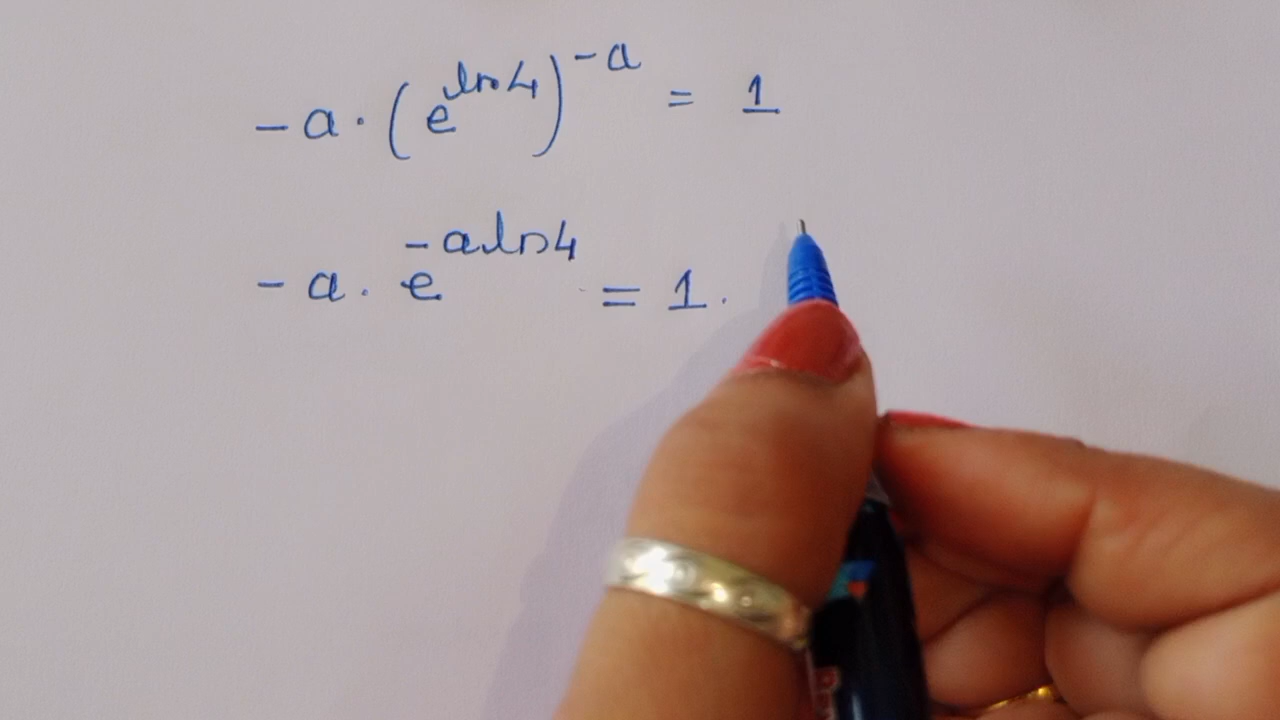 -a·(e^{ln4})^{-a} = 1
-a. e^{-aln4} = 1.